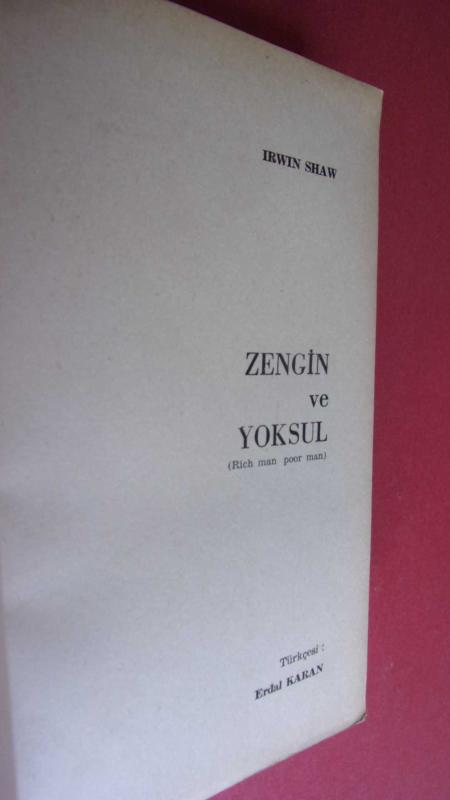 IRWIN SHAW
ZENGİN
ve
YOKSUL
(Rich man poor man)
Türkçesi :
Erdal KARAN